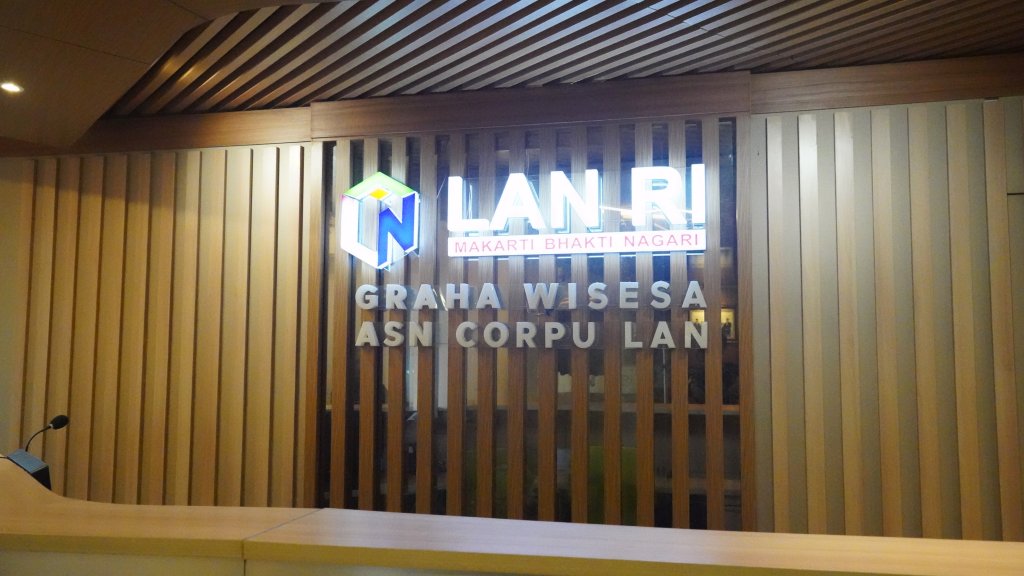 LAN RI
MAKARTI BHAKTI NAGARI
GRAHA WISESA
ASN CORPU LAN